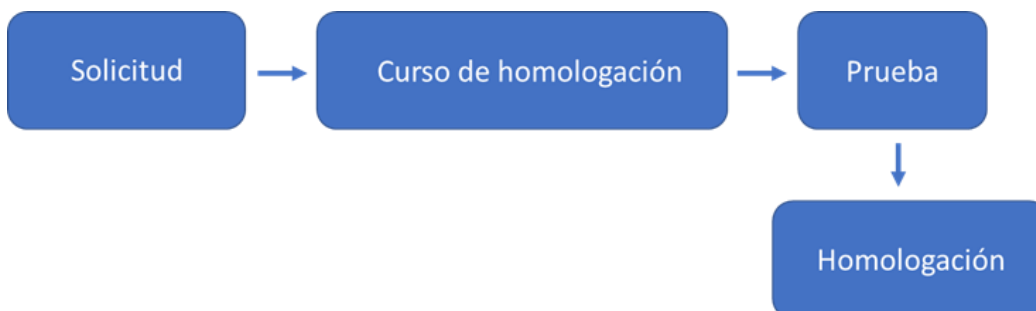 Solicitud
Curso de homologación
Prueba
Homologación